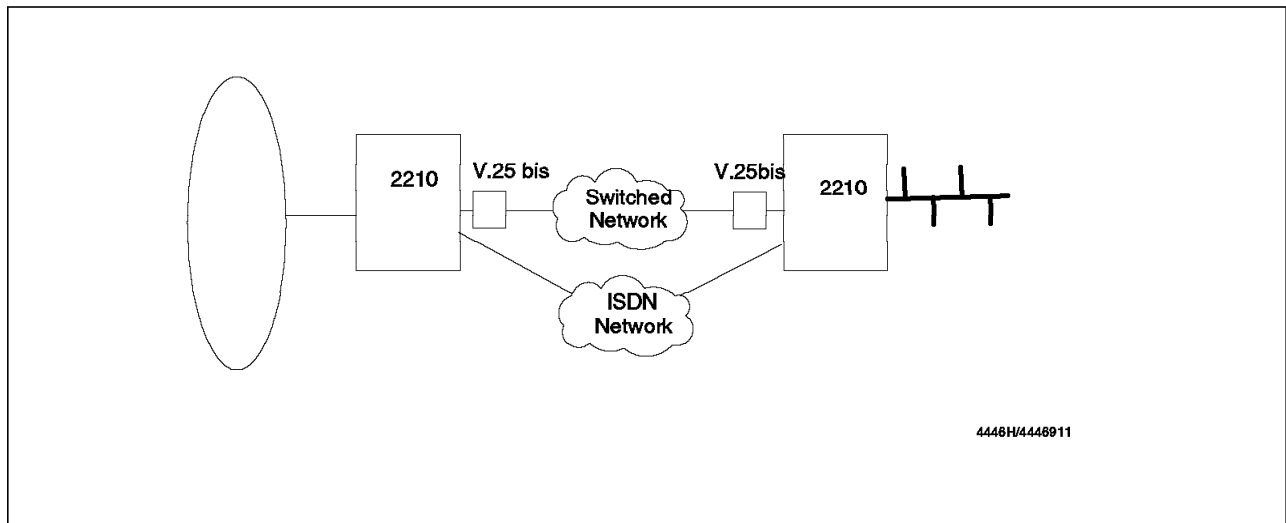 2210
V.25 bis
Switched
Network
V.25bis
2210
ISDN
Network
4446H/4446911